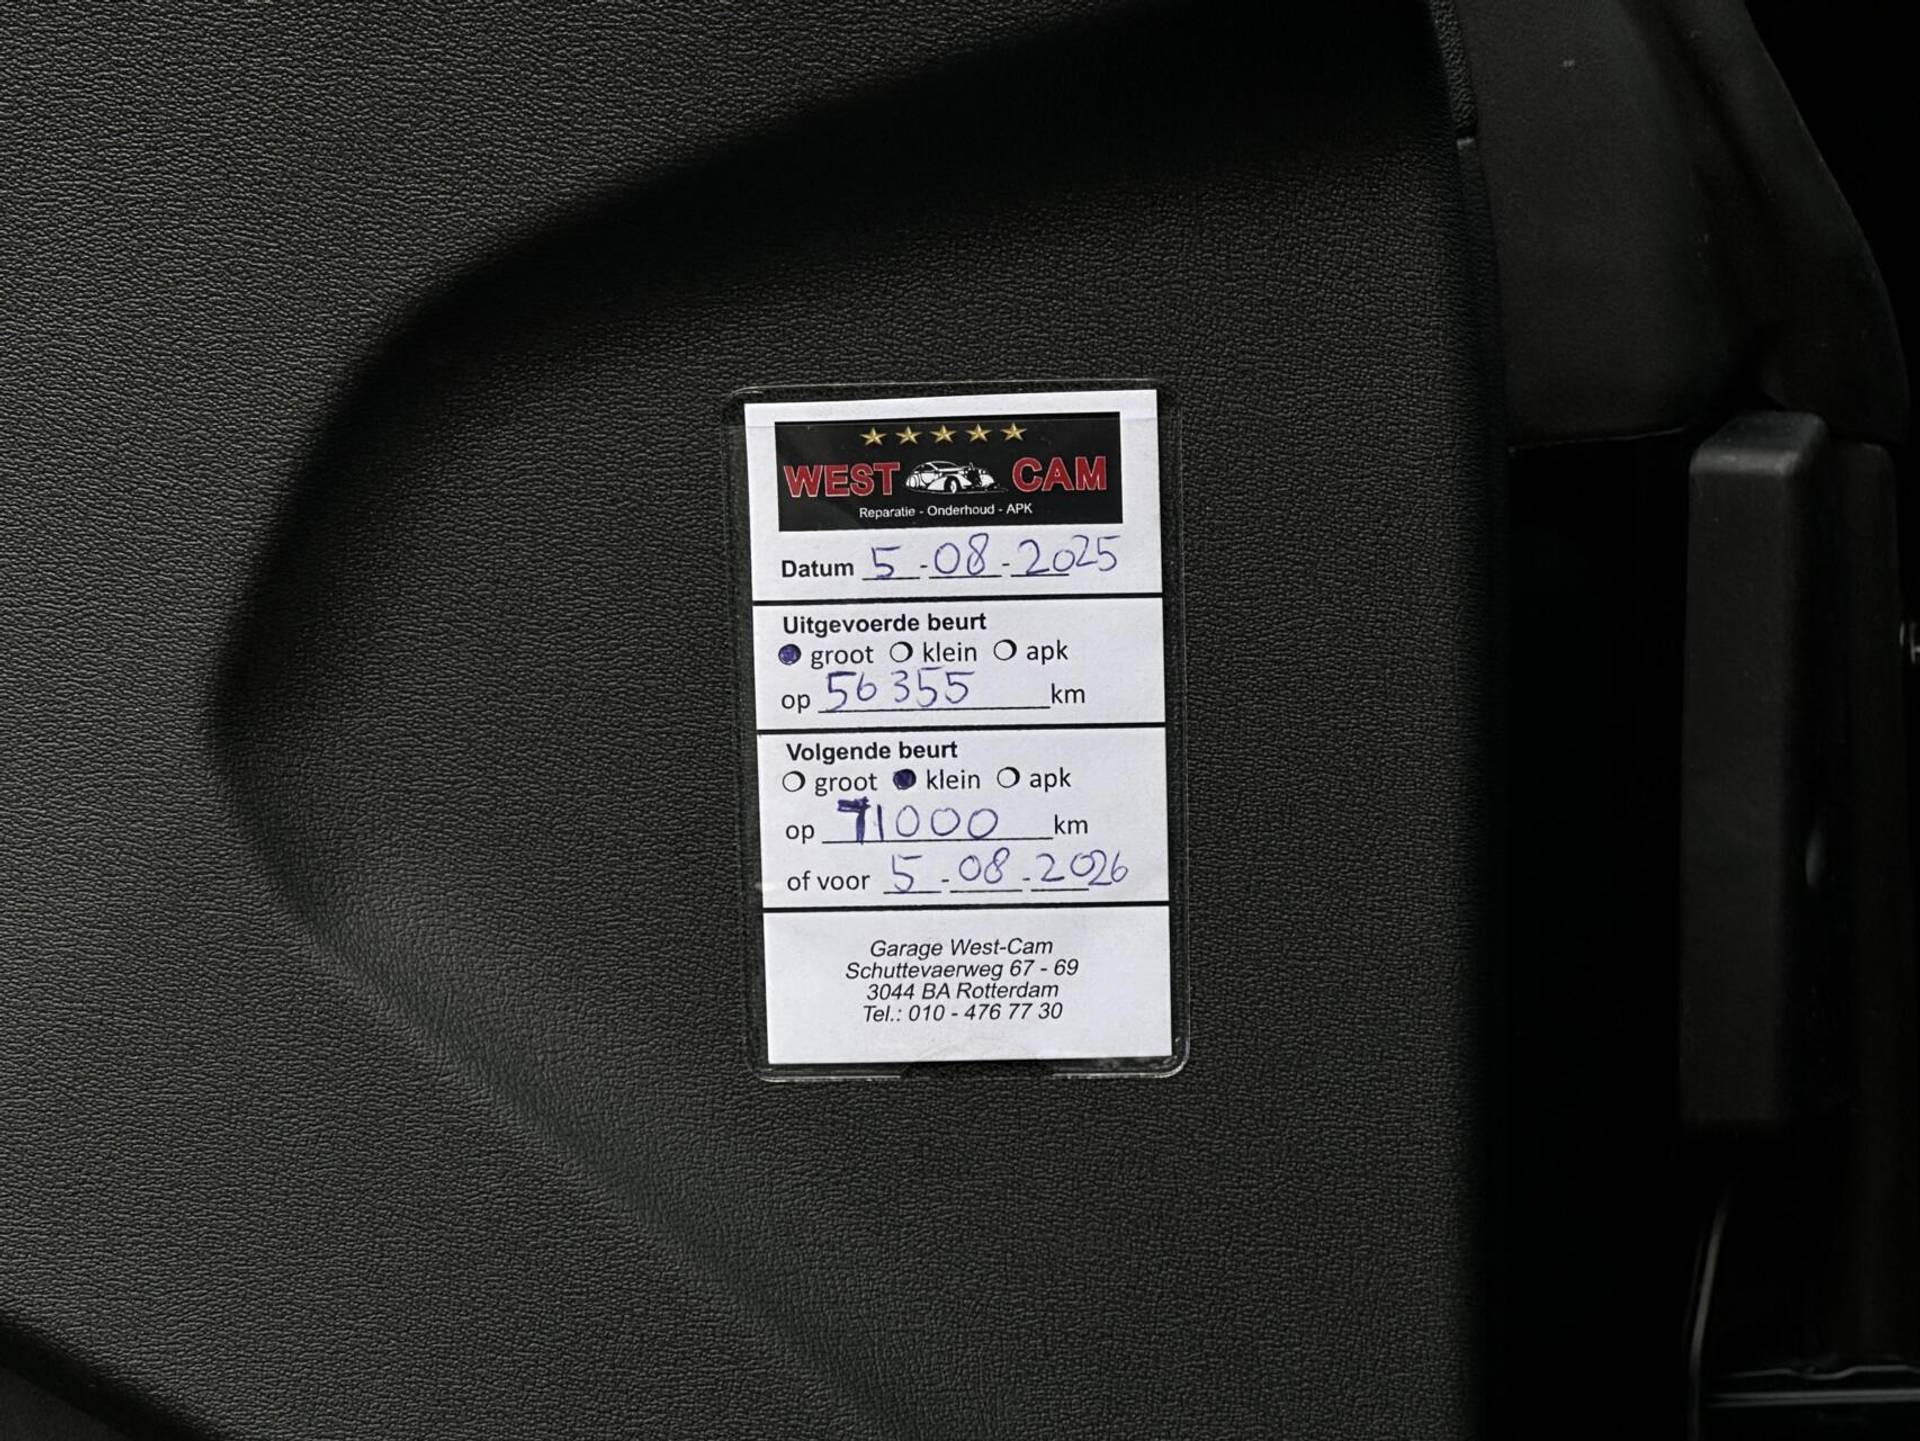 WEST CAM
Reparatie - Onderhoud - APK
Datum 5-08-2025
Uitgevoerde beurt
groot klein apk
op 56355 km
Volgende beurt
groot klein apk
op 71000 km
of voor 5-08-2026
Garage West-Cam
Schuttevaerweg 67 - 69
3044 BA Rotterdam
Tel.: 010 - 476 77 30